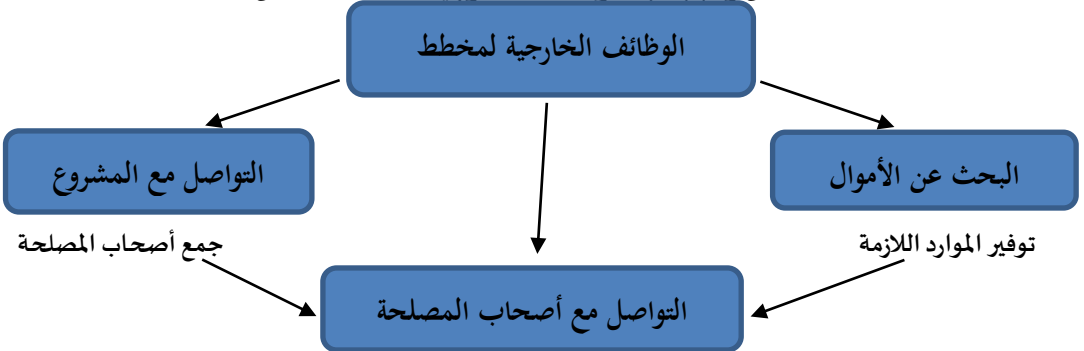 الوظائف الخارجية لمخطط
البحث عن الأموال
التواصل مع المشروع
توفير الموارد اللازمة
جمع أصحاب المصلحة
التواصل مع أصحاب المصلحة